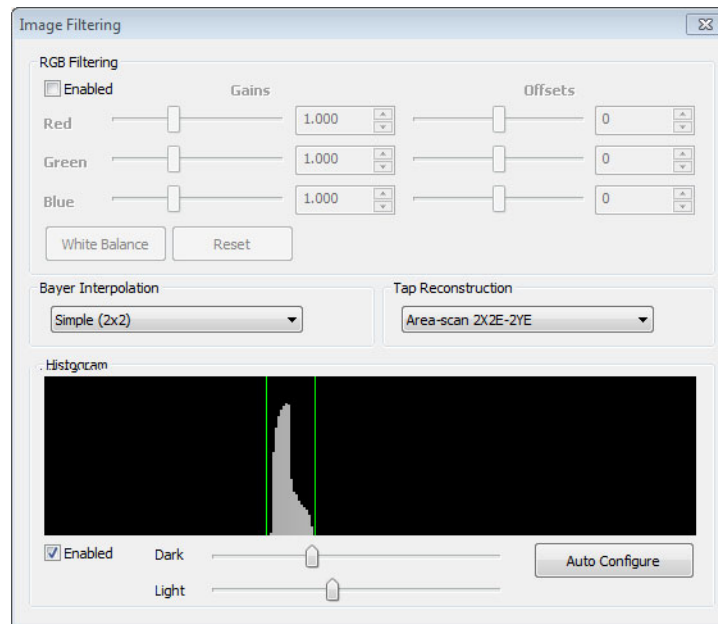 Image Filtering
RGB Filtering
Enabled Gains Offsets
Red 1.000 0
Green 1.000 0
Blue 1.000 0
White Balance Reset
Bayer Interpolation Tap Reconstruction
Simple (2x2) Area-scan 2X2E-2YE
Histogram
Enabled Dark Auto Configure
Light